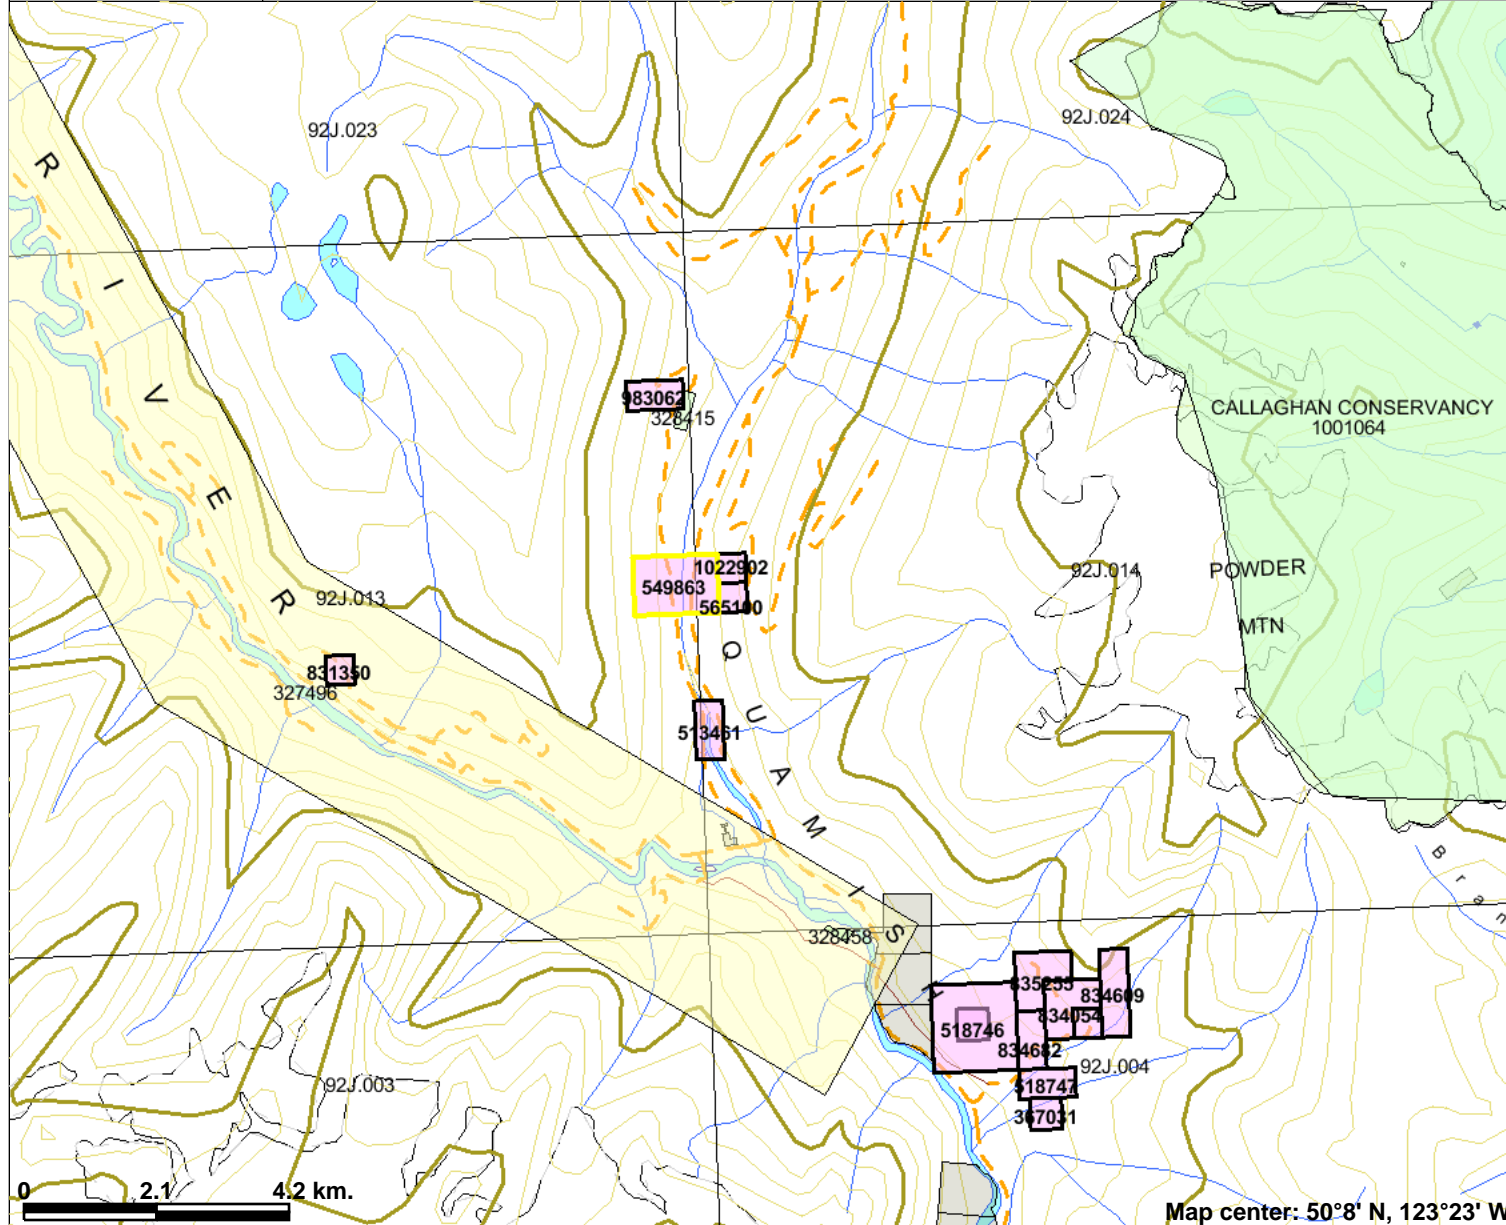 92J.023
92J.024
R
I
V
E
R
983062
328415
CALLAGHAN CONSERVANCY
1001064
1022902
549863
565100
92J.013
92J.014
POWDER
MTN
831350
327496
513461
Q
U
A
M
I
S
H
Bran
328458
835255
834609
518746
834054
834682
92J.004
518747
367031
92J.003
0 2.1 4.2 km.
Map center: 50°8' N, 123°23' W